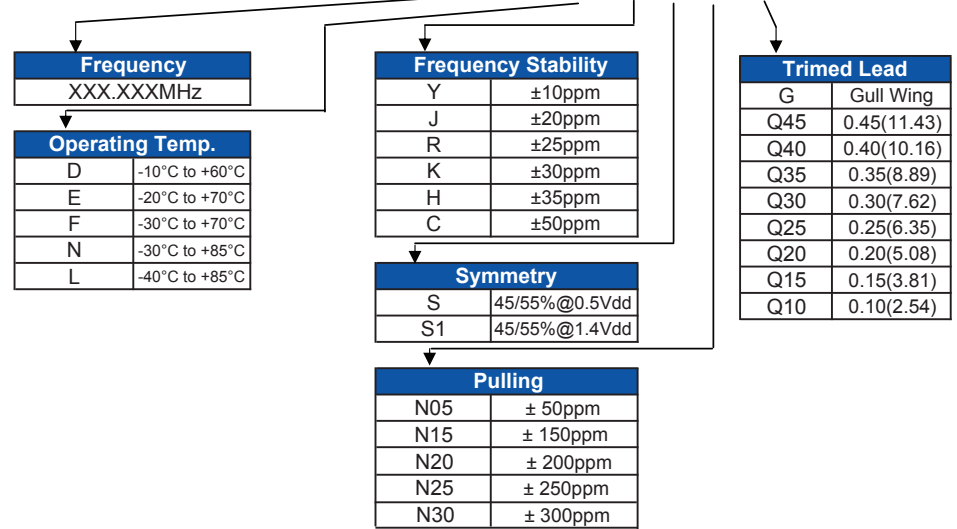 Frequency
XXX.XXXMHz
Operating Temp.
D -10°C to +60°C
E -20°C to +70°C
F -30°C to +70°C
N -30°C to +85°C
L -40°C to +85°C
Frequency Stability
Y ±10ppm
J ±20ppm
R ±25ppm
K ±30ppm
H ±35ppm
C ±50ppm
Symmetry
S 45/55%@0.5Vdd
S1 45/55%@1.4Vdd
Pulling
N05 ± 50ppm
N15 ± 150ppm
N20 ± 200ppm
N25 ± 250ppm
N30 ± 300ppm
Trimed Lead
G Gull Wing
Q45 0.45(11.43)
Q40 0.40(10.16)
Q35 0.35(8.89)
Q30 0.30(7.62)
Q25 0.25(6.35)
Q20 0.20(5.08)
Q15 0.15(3.81)
Q10 0.10(2.54)